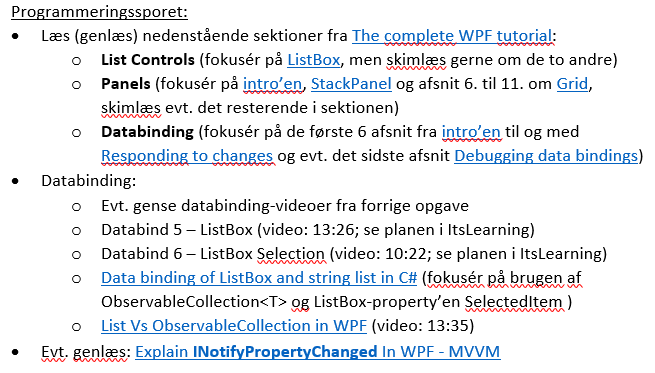 Programmeringssporet:
• Læs (genlæs) nedenstående sektioner fra The complete WPF tutorial:
o List Controls (fokusér på ListBox, men skimlæs gerne om de to andre)
o Panels (fokusér på intro’en, StackPanel og afsnit 6. til 11. om Grid,
skimlæs evt. det resterende i sektionen)
o Databinding (fokusér på de første 6 afsnit fra intro’en til og med
Responding to changes og evt. det sidste afsnit Debugging data bindings)
• Databinding:
o Evt. gense databinding-videoer fra forrige opgave
o Databind 5 – ListBox (video: 13:26; se planen i ItsLearning)
o Databind 6 – ListBox Selection (video: 10:22; se planen i ItsLearning)
o Data binding of ListBox and string list in C# (fokusér på brugen af
ObservableCollection<T> og ListBox-property’en SelectedItem )
o List Vs ObservableCollection in WPF (video: 13:35)
• Evt. genlæs: Explain INotifyPropertyChanged In WPF - MVVM